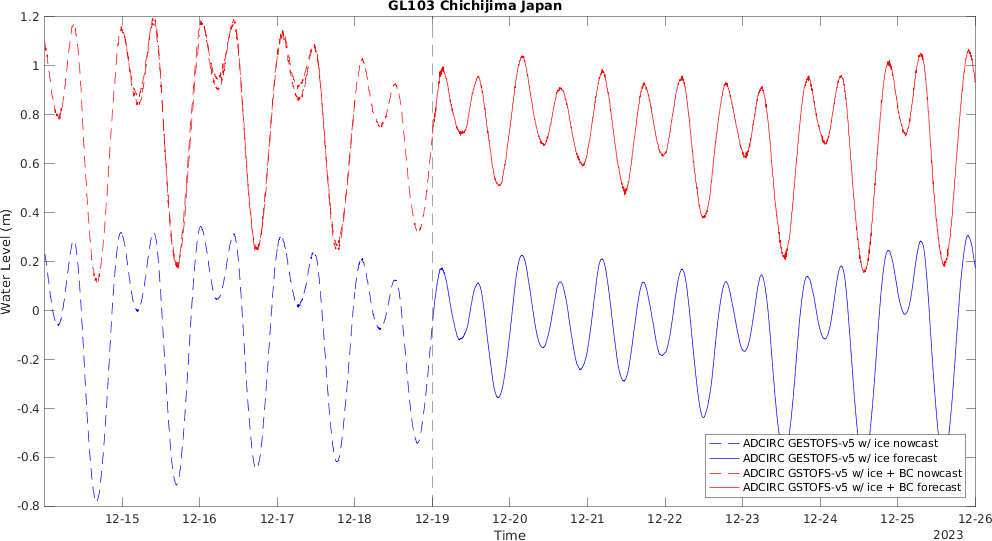 GL103 Chichijima Japan
Water Level (m)
1.2
1
0.8
0.6
0.4
0.2
0
-0.2
-0.4
-0.6
-0.8
ADCIRC GESTOFS-v5 w/ ice nowcast
ADCIRC GESTOFS-v5 w/ ice forecast
ADCIRC GSTOFS-v5 w/ ice + BC nowcast
ADCIRC GSTOFS-v5 w/ ice + BC forecast
12-15 12-16 12-17 12-18 12-19 12-20 12-21 12-22 12-23 12-24 12-25 12-26
Time
2023